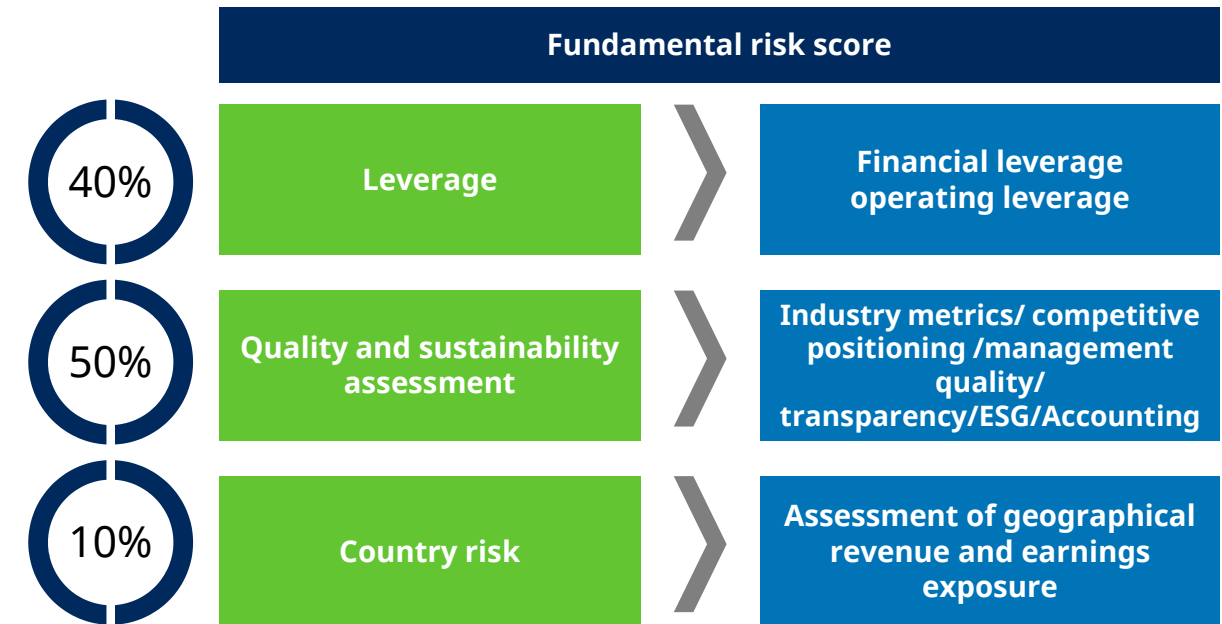 Fundamental risk score
40%
Leverage
Financial leverage
operating leverage
50%
Quality and sustainability
assessment
Industry metrics/ competitive
positioning /management
quality/
transparency/ESG/Accounting
10%
Country risk
Assessment of geographical
revenue and earnings
exposure